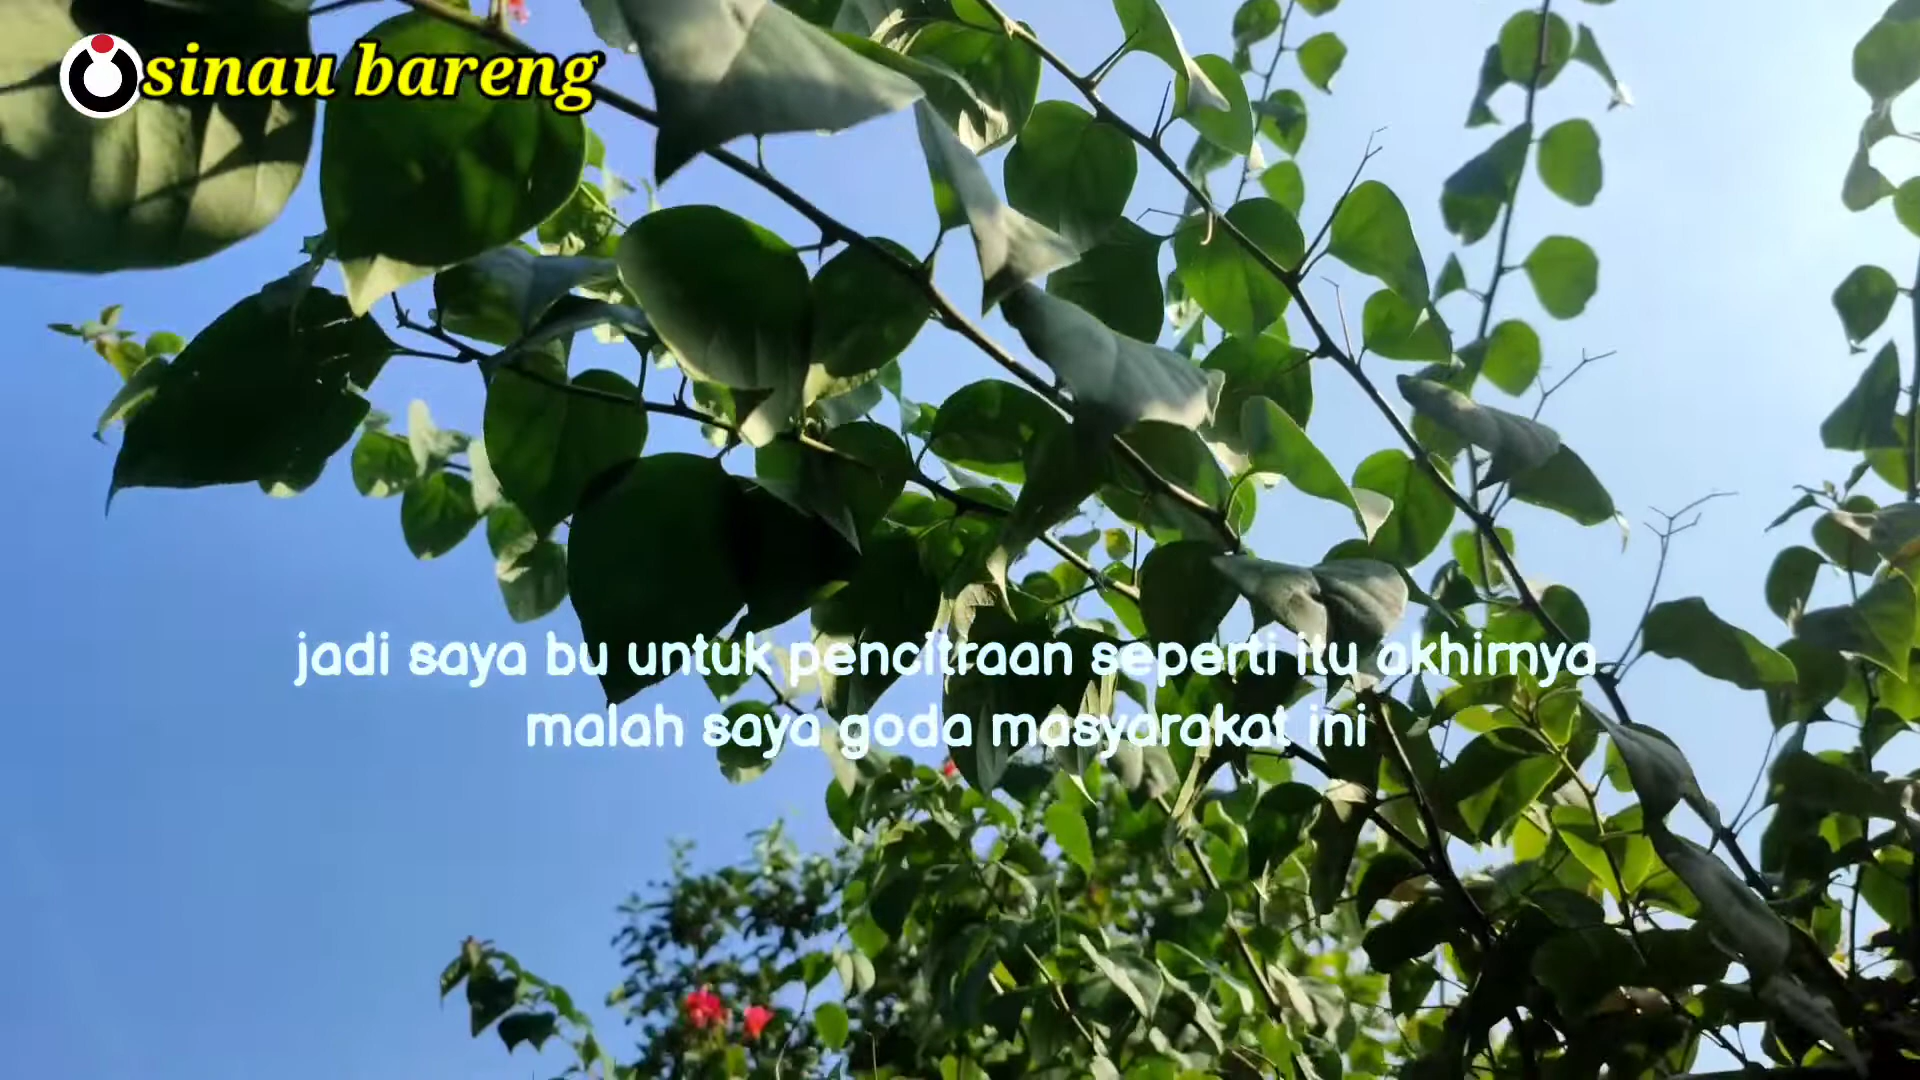 sinau bareng
jadi saya bu untuk pencitraan seperti itu akhirnya
malah saya goda masyarakat ini